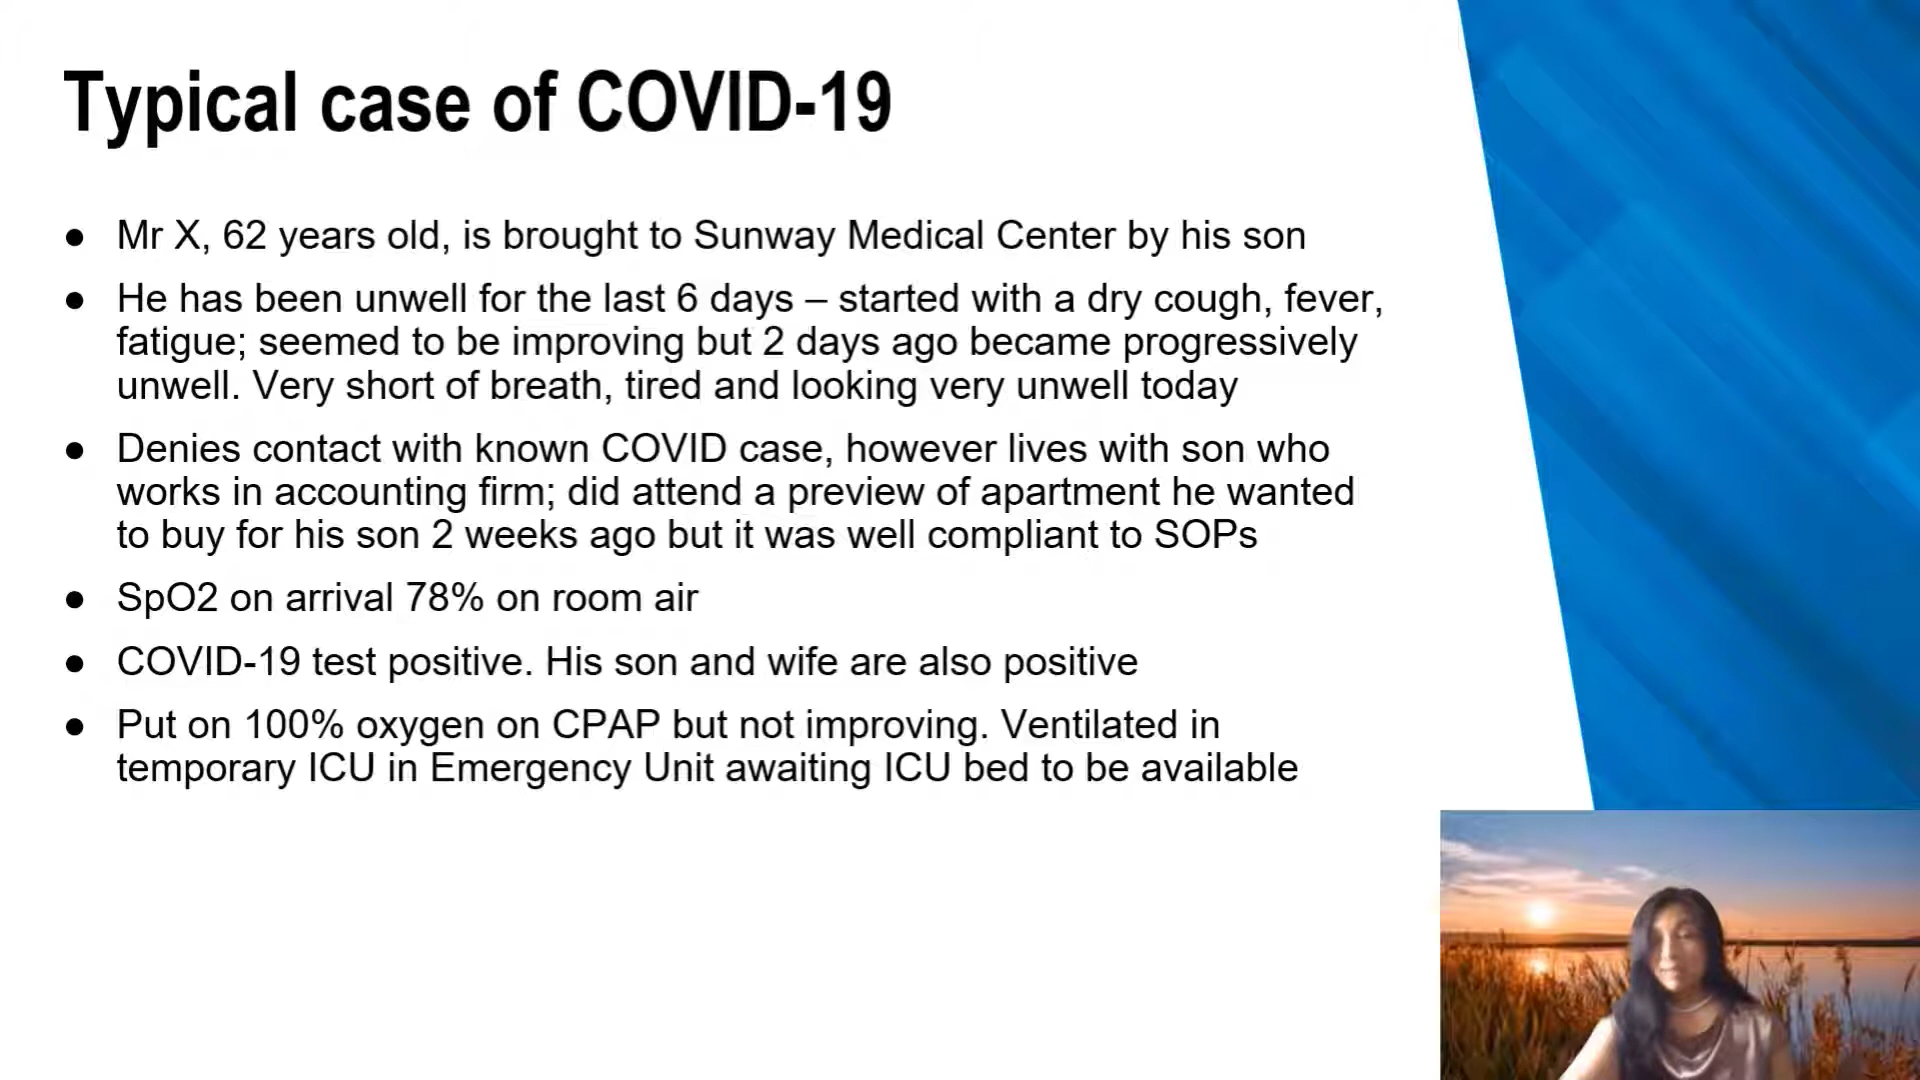 Typical case of COVID-19
● Mr X, 62 years old, is brought to Sunway Medical Center by his son
● He has been unwell for the last 6 days – started with a dry cough, fever,
fatigue; seemed to be improving but 2 days ago became progressively
unwell. Very short of breath, tired and looking very unwell today
● Denies contact with known COVID case, however lives with son who
works in accounting firm; did attend a preview of apartment he wanted
to buy for his son 2 weeks ago but it was well compliant to SOPs
● SpO2 on arrival 78% on room air
● COVID-19 test positive. His son and wife are also positive
● Put on 100% oxygen on CPAP but not improving. Ventilated in
temporary ICU in Emergency Unit awaiting ICU bed to be available